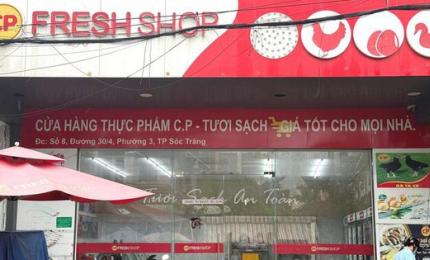 CP FRESH SHOP
CỬA HÀNG THỰC PHẨM C.P - TƯƠI SẠCH - GIÁ TỐT CHO MỌI NHÀ.
Đc: Số 8, Đường 30/4, Phường 3, TP Sóc Trăng
Tươi Sạch An Toàn
FRESH SHOP
FRESH SHOP
FRESH SHOP